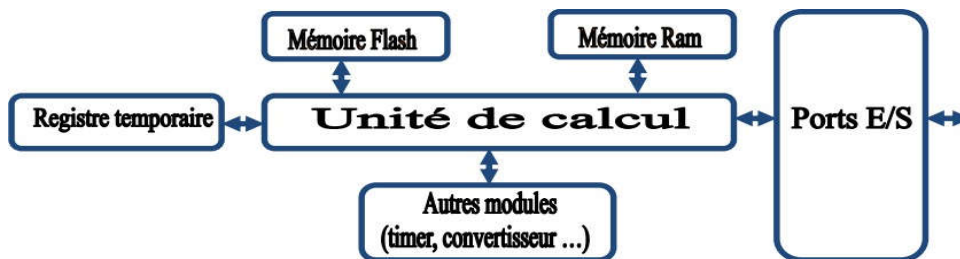 Mémoire Flash
Mémoire Ram
Registre temporaire
Unité de calcul
Ports E/S
Autres modules
(timer, convertisseur ...)